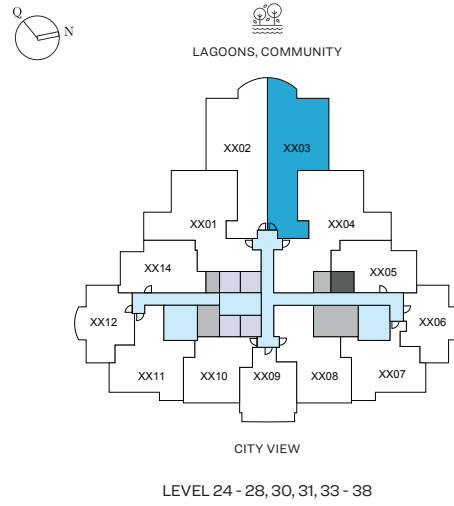 Q
N
LAGOONS, COMMUNITY
XX02
XX03
XX01
XX04
XX14
XX05
XX12
XX06
XX11
XX10
XX09
XX08
XX07
CITY VIEW
LEVEL 24 - 28, 30, 31, 33 - 38